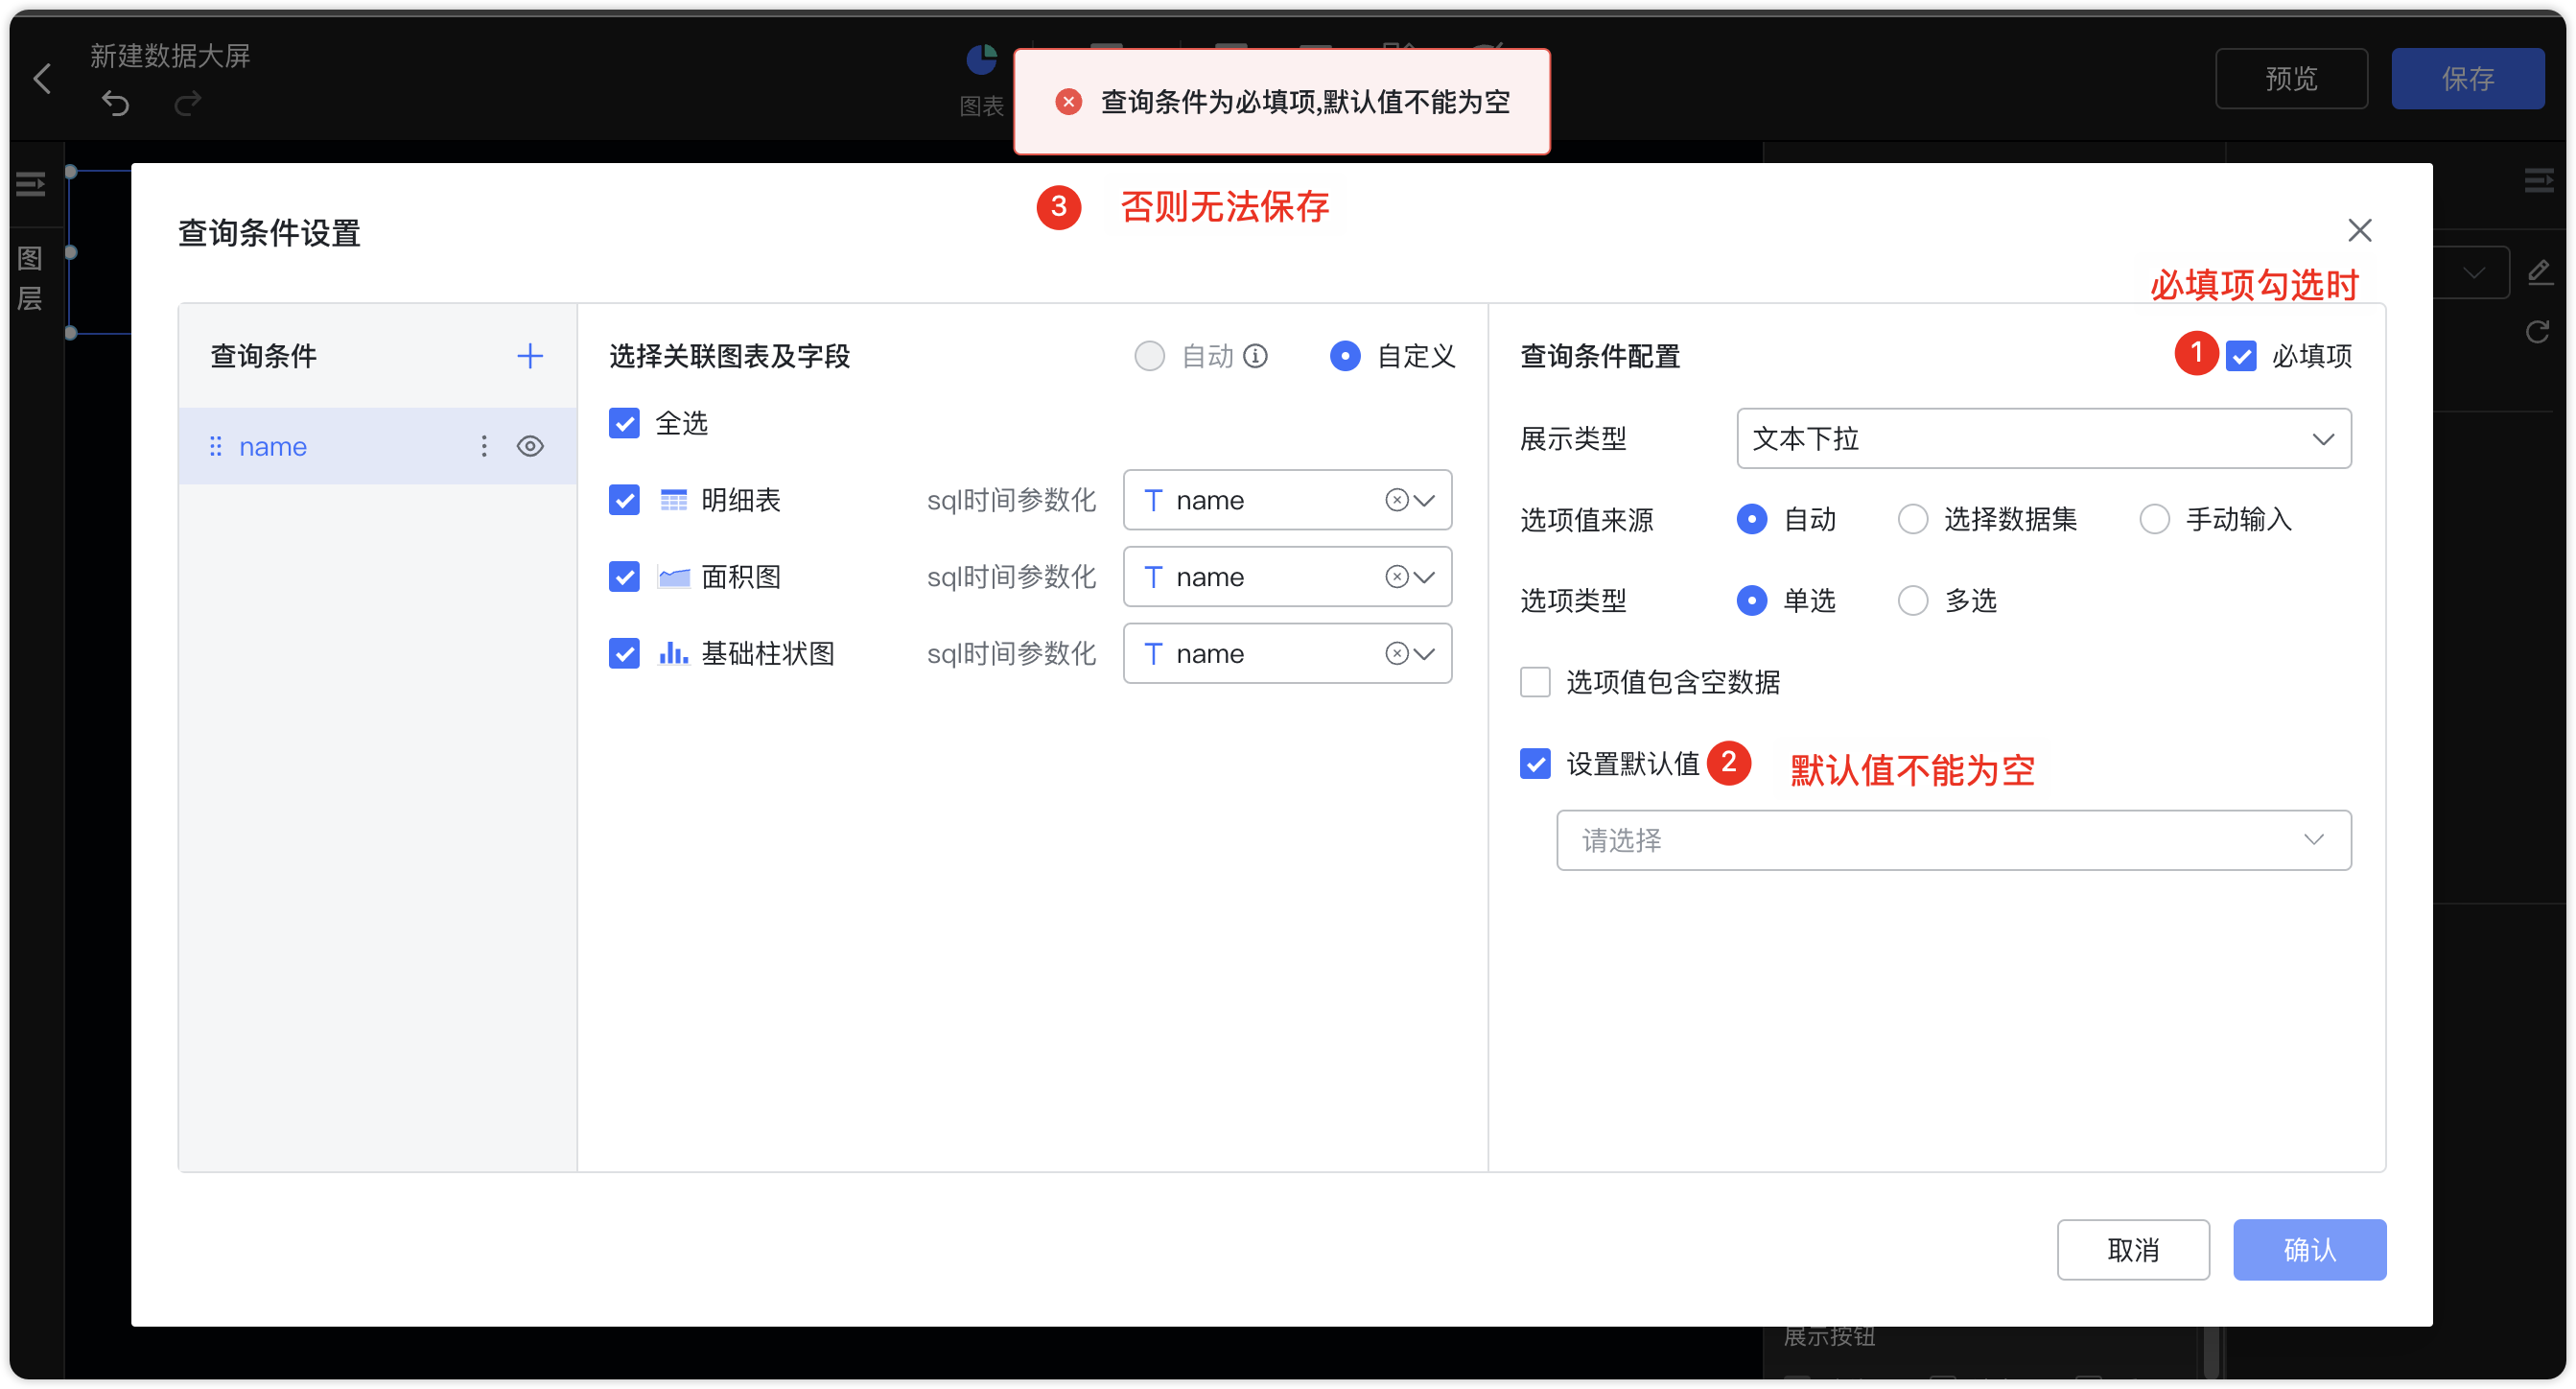 新建数据大屏
图表
预览
保存
查询条件为必填项,默认值不能为空
3 否则无法保存
查询条件设置
必填项勾选时
图层
查询条件
name
选择关联图表及字段
自动
自定义
全选
明细表 sql时间参数化 T name
面积图 sql时间参数化 T name
基础柱状图 sql时间参数化 T name
查询条件配置
1 必填项
展示类型 文本下拉
选项值来源 自动 选择数据集 手动输入
选项类型 单选 多选
选项值包含空数据
设置默认值 2 默认值不能为空
请选择
取消
确认
展示按钮